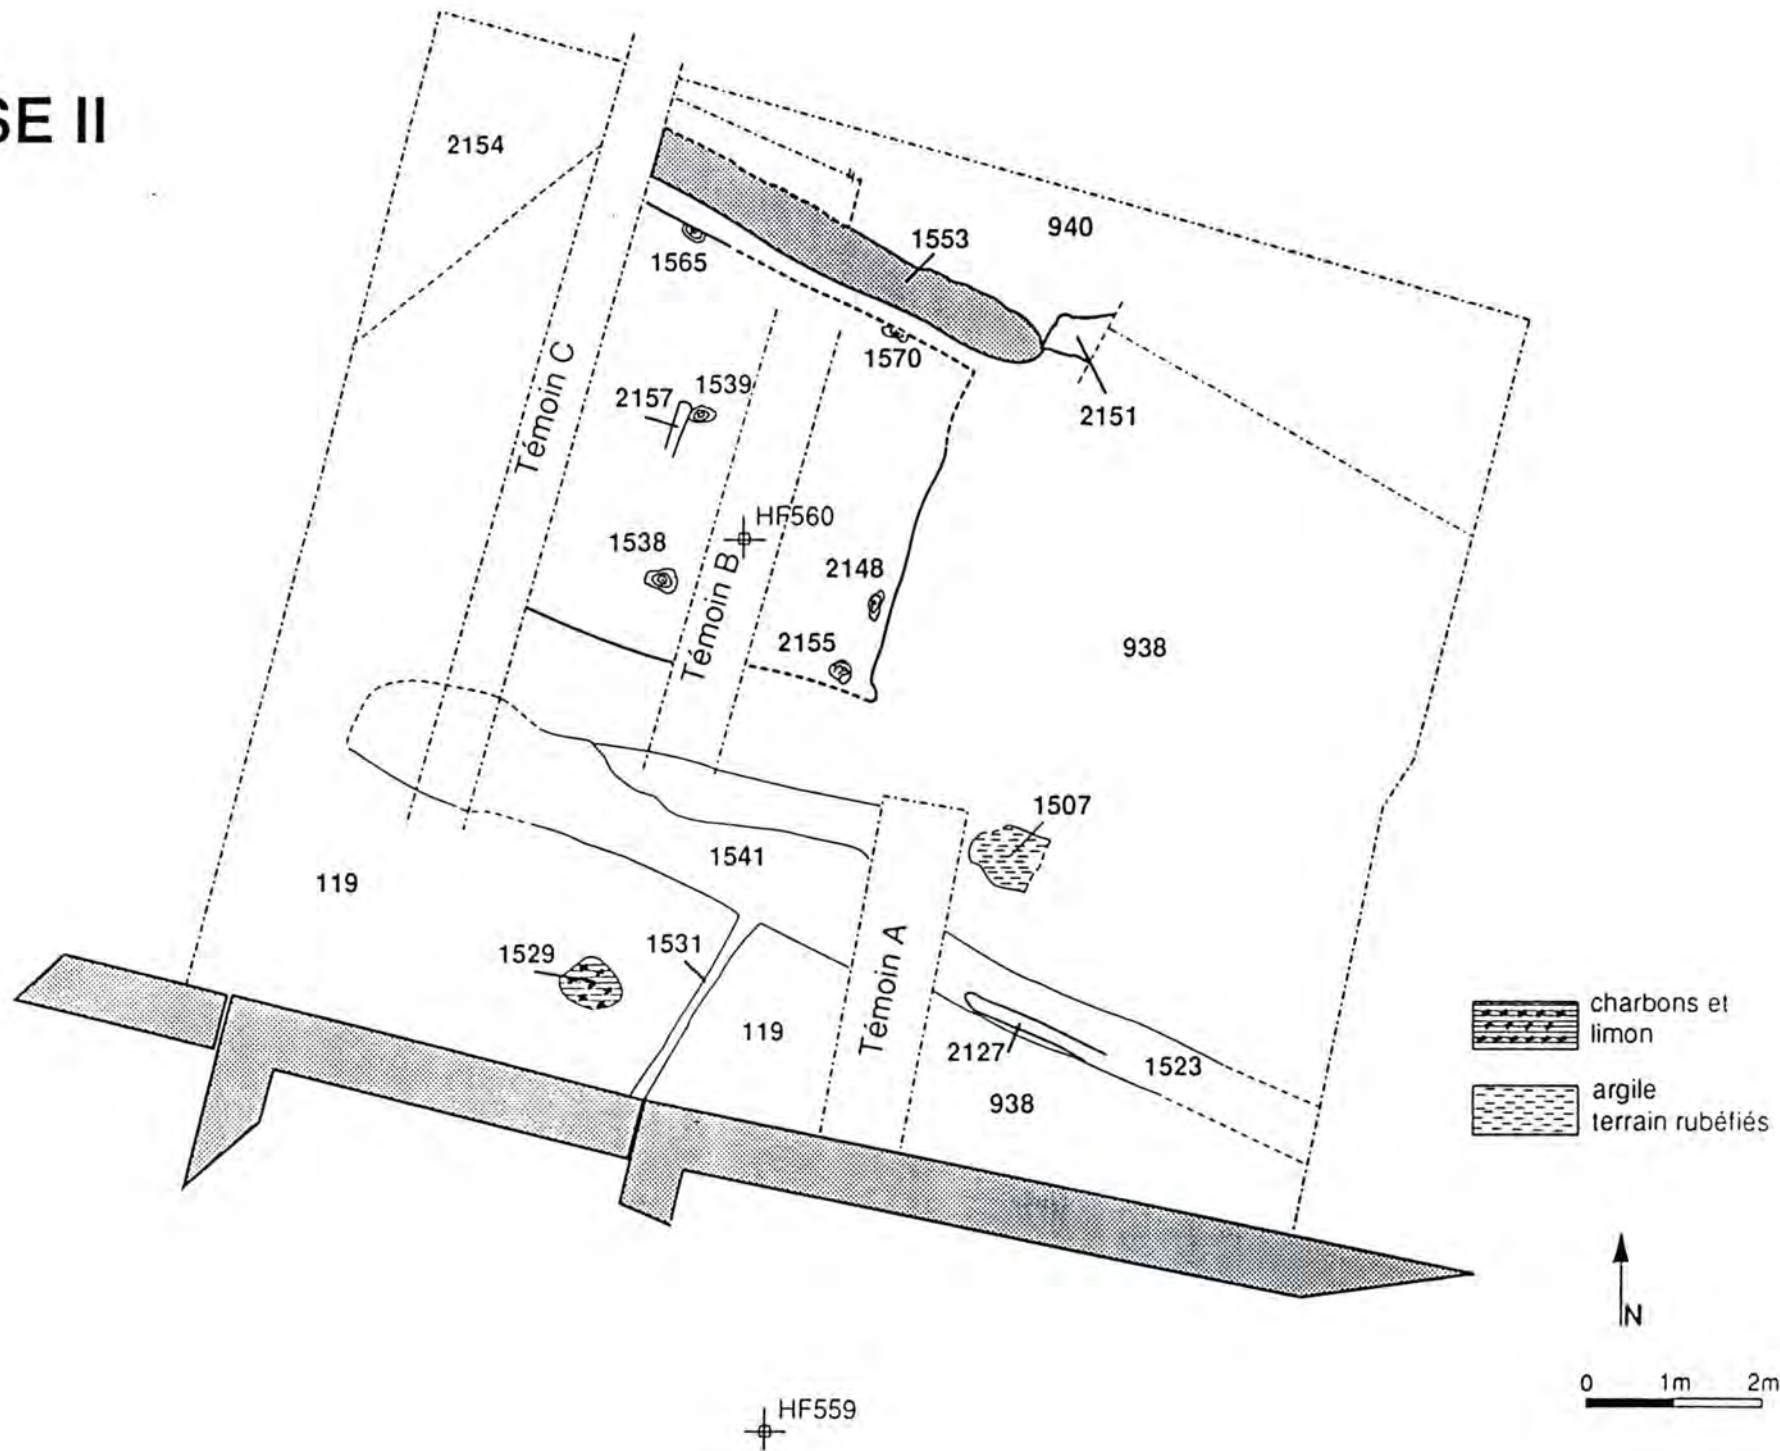 SE II
2154
940
1553
1565
1570
2151
Témoin C
2157
1539
HF560
1538
2148
Témoin B
2155
938
1507
1541
119
1529
1531
Témoin A
119
2127
1523
938
charbons et
limon
argile
terrain rubéfiés
N
0 1m 2m
HF559